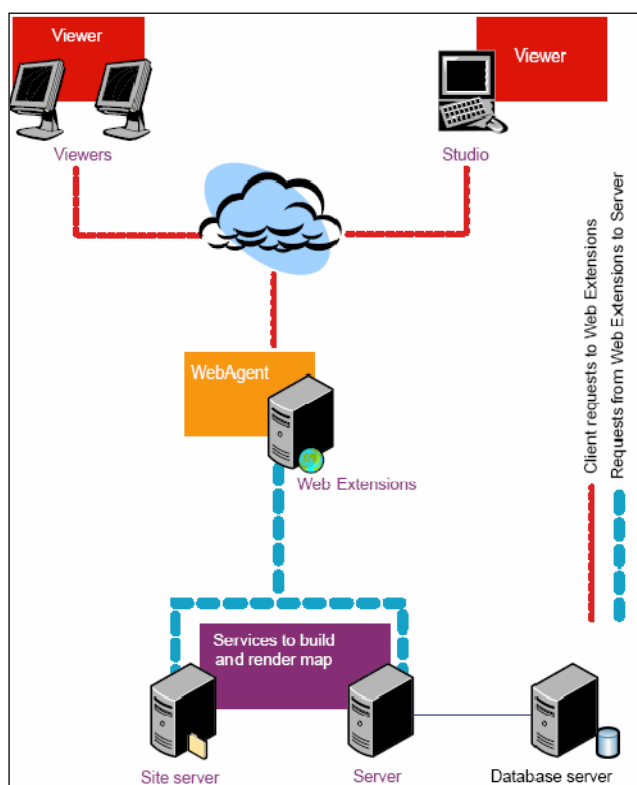 Viewer
Viewer
Viewers
Studio
WebAgent
Web Extensions
Client requests to Web Extensions
Requests from Web Extensions to Server
Services to build
and render map
Site server
Server
Database server